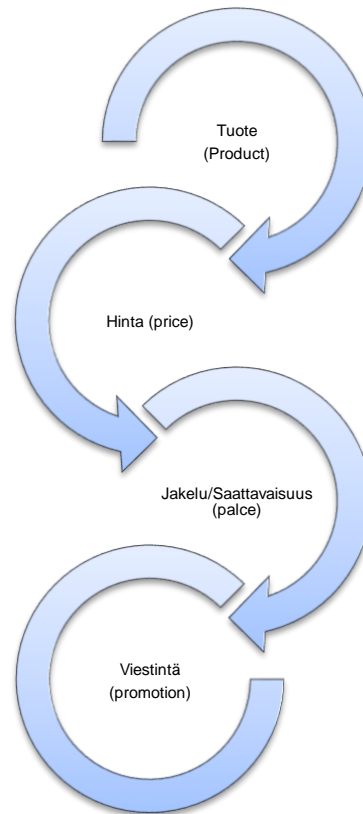 Tuote
(Product)
Hinta (price)
Jakelu/Saattavaisuus
(palce)
Viestintä
(promotion)